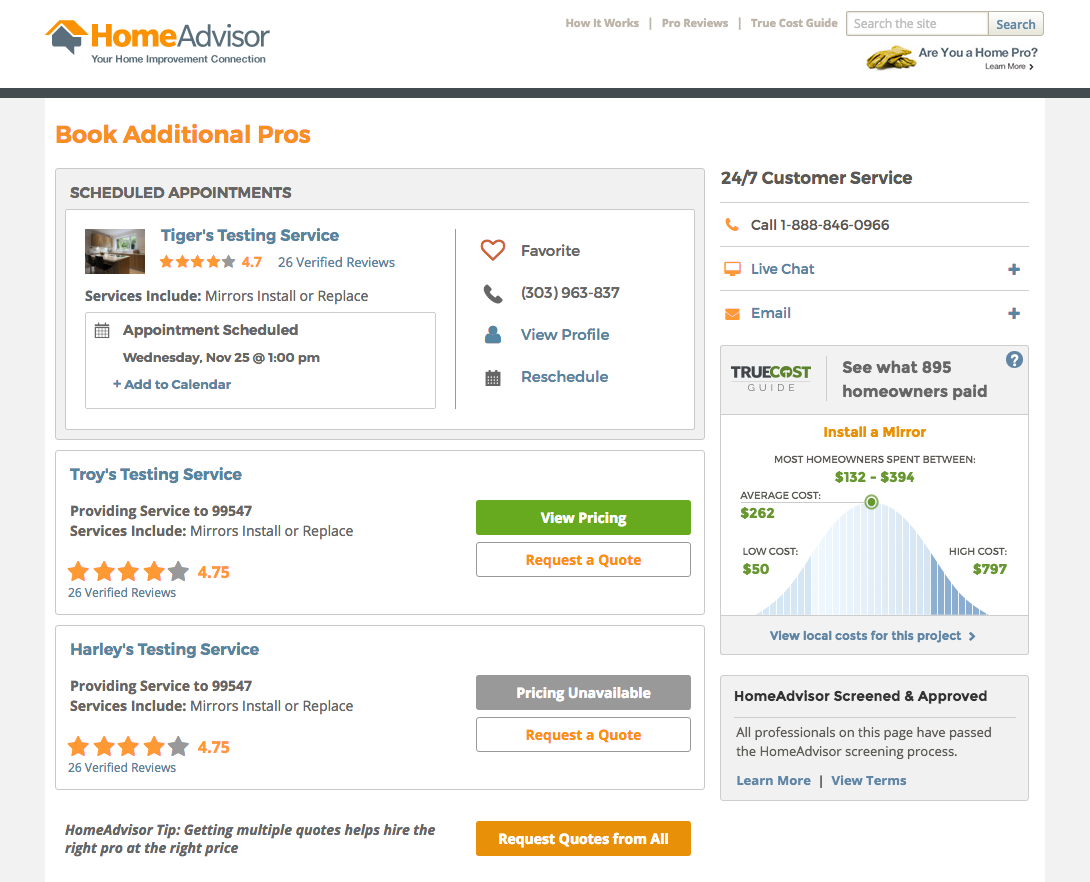 HomeAdvisor
Your Home Improvement Connection
How It Works | Pro Reviews | True Cost Guide
Search the site
Search
Are You a Home Pro?
Learn More >
Book Additional Pros
SCHEDULED APPOINTMENTS
Tiger's Testing Service
4.7 26 Verified Reviews
Services Include: Mirrors Install or Replace
Appointment Scheduled
Wednesday, Nov 25 @ 1:00 pm
+ Add to Calendar
Favorite
(303) 963-837
View Profile
Reschedule
Troy's Testing Service
Providing Service to 99547
Services Include: Mirrors Install or Replace
4.75
26 Verified Reviews
View Pricing
Request a Quote
Harley's Testing Service
Providing Service to 99547
Services Include: Mirrors Install or Replace
4.75
26 Verified Reviews
Pricing Unavailable
Request a Quote
HomeAdvisor Tip: Getting multiple quotes helps hire the
right pro at the right price
Request Quotes from All
24/7 Customer Service
Call 1-888-846-0966
Live Chat +
Email +
TRUECOST
GUIDE
See what 895
homeowners paid
?
Install a Mirror
MOST HOMEOWNERS SPENT BETWEEN:
$132 - $394
AVERAGE COST:
$262
LOW COST:
$50
HIGH COST:
$797
View local costs for this project >
HomeAdvisor Screened & Approved
All professionals on this page have passed
the HomeAdvisor screening process.
Learn More | View Terms